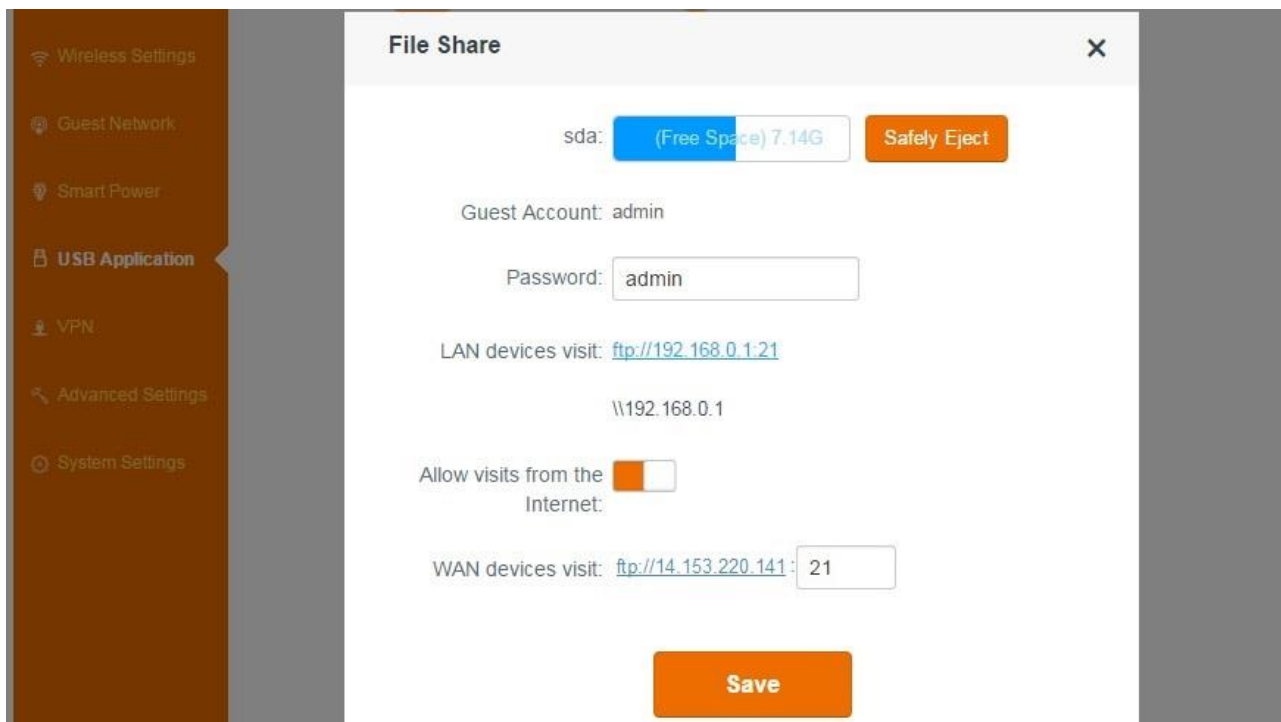 Wireless Settings
Guest Network
Smart Power
USB Application
VPN
Advanced Settings
System Settings
File Share
sda: (Free Space) 7.14G Safely Eject
Guest Account: admin
Password: admin
LAN devices visit: ftp://192.168.0.1:21
\\192.168.0.1
Allow visits from the
Internet:
WAN devices visit: ftp://14.153.220.141: 21
Save